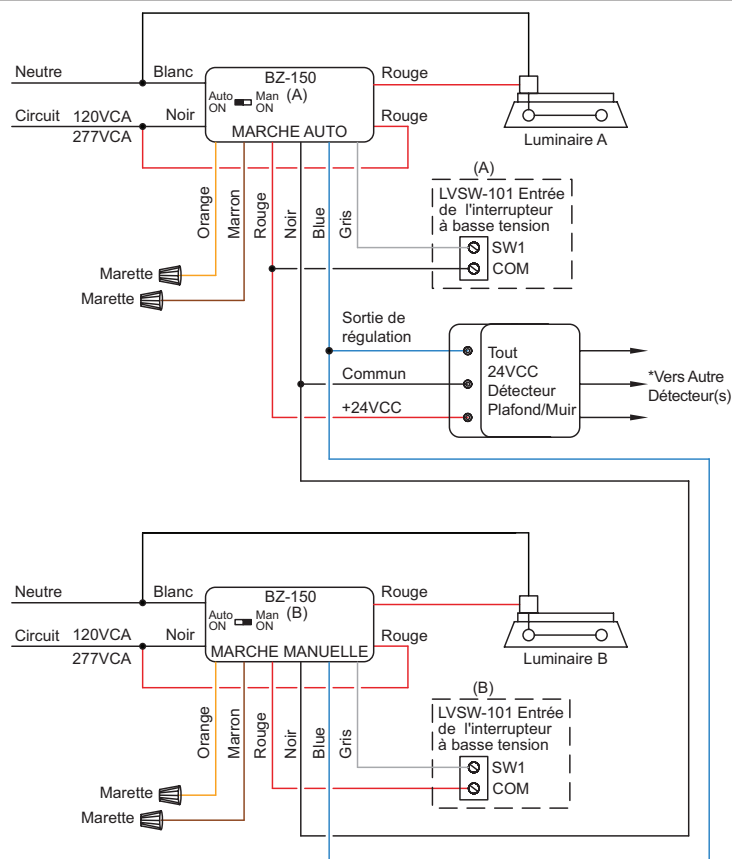 Neutre
Blanc
BZ-150
Rouge
Auto ON
Man ON
(A)
Circuit
120VCA
277VCA
Noir
MARCHE AUTO
Rouge
Luminaire A
Orange
Marron
Rouge
Noir
Blue
Gris
(A)
LVSW-101 Entrée
de l'interrupteur
à basse tension
SW1
COM
Marette
Marette
Sortie de
régulation
Commun
+24VCC
Tout
24VCC
Détecteur
Plafond/Muir
*Vers Autre
Détecteur(s)
Neutre
Blanc
BZ-150
Rouge
Auto ON
Man ON
(B)
Circuit
120VCA
277VCA
Noir
MARCHE MANUELLE
Rouge
Luminaire B
Orange
Marron
Rouge
Noir
Blue
Gris
(B)
LVSW-101 Entrée
de l'interrupteur
à basse tension
SW1
COM
Marette
Marette